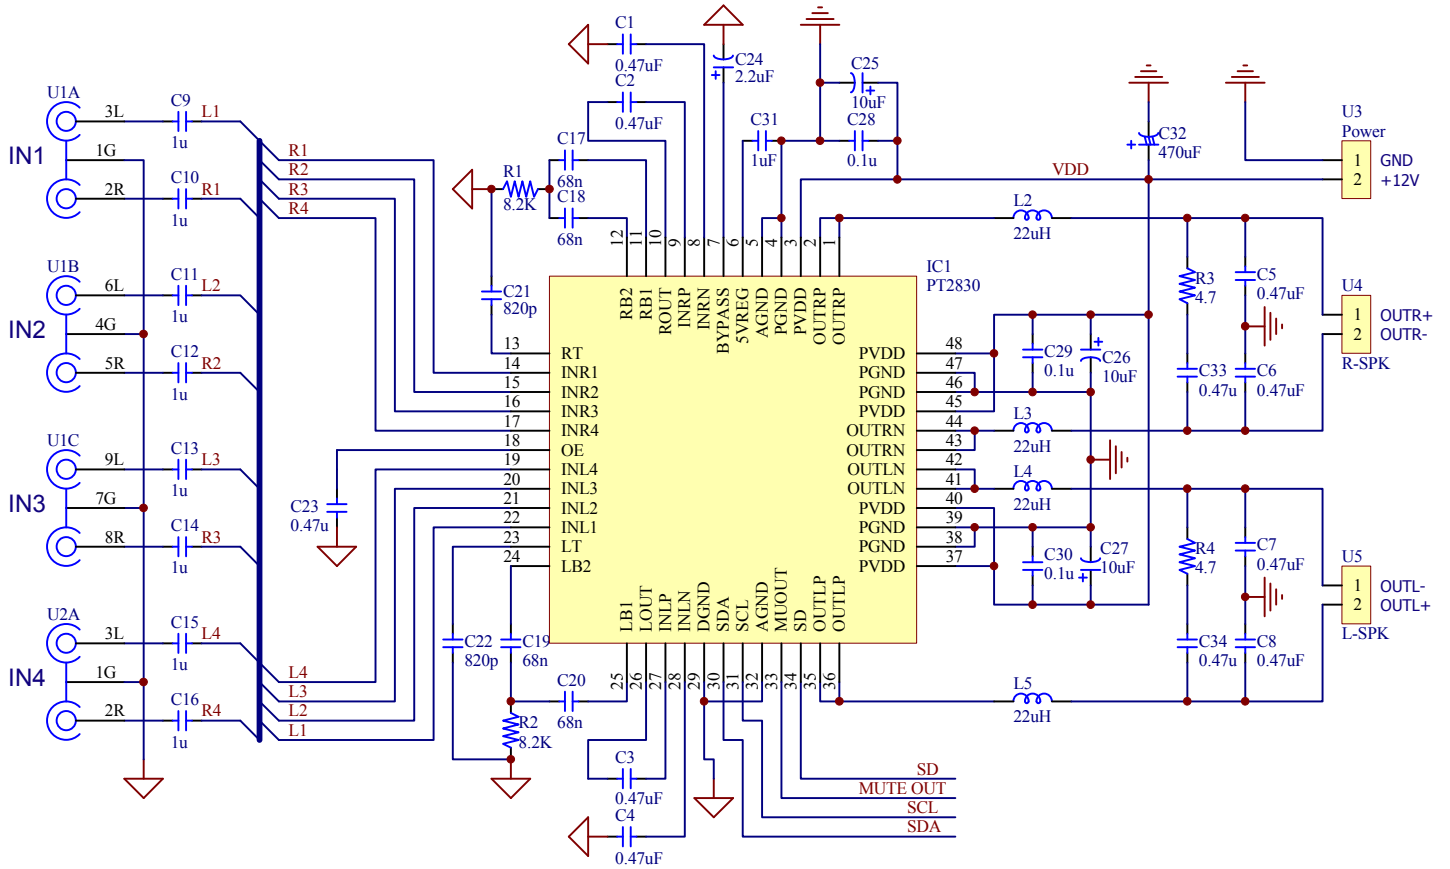 C1
0.47uF
C2
0.47uF
C24
2.2uF
C25
10uF
C31
1uF
C28
0.1u
C32
470uF
U3
Power
1 GND
2 +12V
VDD
U1A
3L
C9
1u
L1
IN1
1G
2R
C10
1u
R1
R1
R2
R3
R4
C17
68n
R1
8.2K
C18
68n
U1B
6L
C11
1u
L2
IN2
4G
5R
C12
1u
R2
U1C
9L
C13
1u
L3
IN3
7G
8R
C14
1u
R3
U2A
3L
C15
1u
L4
IN4
1G
2R
C16
1u
R4
L4
L3
L2
L1
C21
820p
C23
0.47u
C22
820p
C19
68n
C20
68n
R2
8.2K
C3
0.47uF
C4
0.47uF
IC1
PT2830
12 RB2
11 RB1
10 ROUT
9 INRP
8 INRN
7 BYPASS
6 5VREG
5 AGND
4 PGND
3 PVDD
2 OUTRP
1 OUTRP
13 RT
14 INR1
15 INR2
16 INR3
17 INR4
18 OE
19 INL4
20 INL3
21 INL2
22 INL1
23 LT
24 LB2
25 LB1
26 LOUT
27 INLP
28 INLN
29 DGND
30 SDA
31 SCL
32 AGND
33 MUOUT
34 SD
35 OUTLP
36 OUTLP
PVDD 48
PGND 47
PGND 46
PVDD 45
OUTRN 44
OUTRN 43
OUTLN 42
OUTLN 41
PVDD 40
PGND 39
PGND 38
PVDD 37
SD
MUTE OUT
SCL
SDA
L2
22uH
L3
22uH
L4
22uH
L5
22uH
C29
0.1u
C26
10uF
C30
0.1u
C27
10uF
R3
4.7
C5
0.47uF
C33
0.47u
C6
0.47uF
R4
4.7
C7
0.47uF
C34
0.47u
C8
0.47uF
U4
1 OUTR+
2 OUTR-
R-SPK
U5
1 OUTL-
2 OUTL+
L-SPK